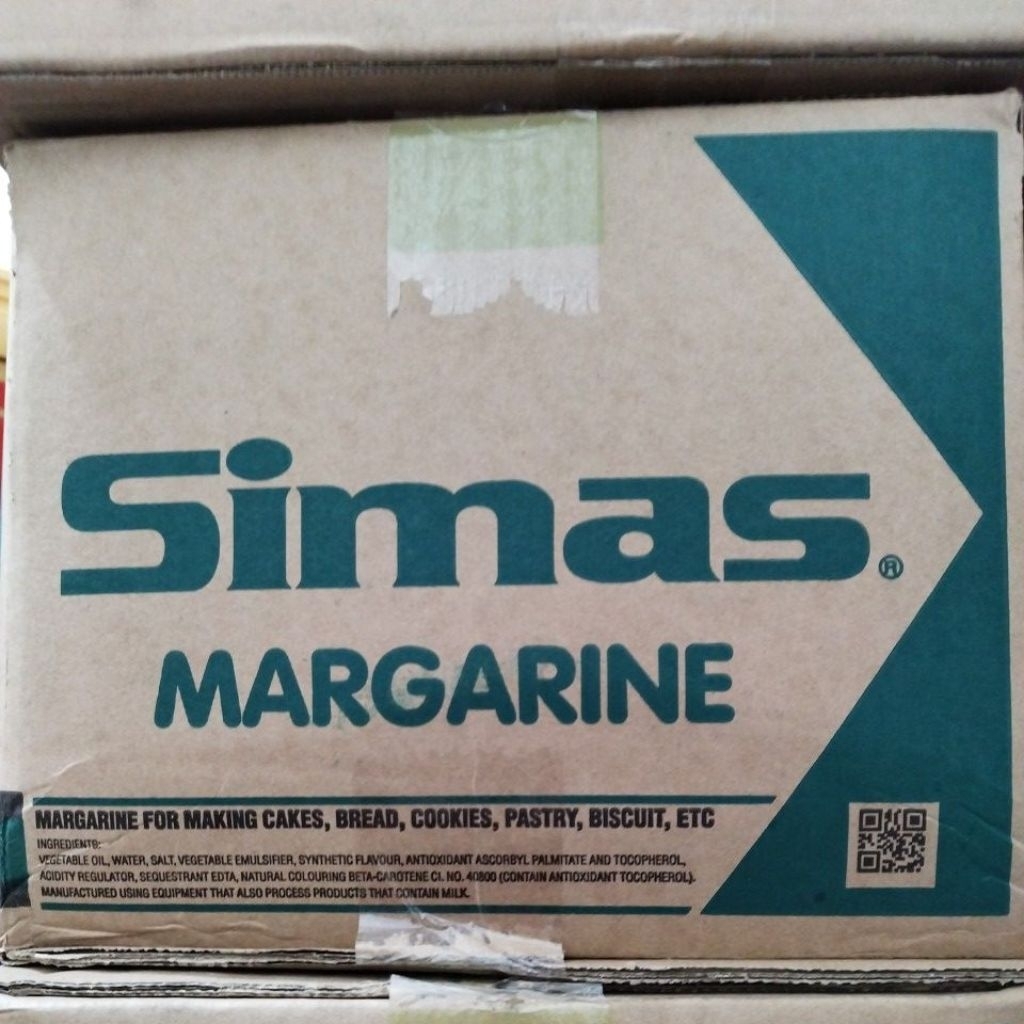 Simas®
MARGARINE
MARGARINE FOR MAKING CAKES, BREAD, COOKIES, PASTRY, BISCUIT, ETC
INGREDIENTS:
VEGETABLE OIL, WATER, SALT, VEGETABLE EMULSIFIER, SYNTHETIC FLAVOUR, ANTIOXIDANT ASCORBYL PALMITATE AND TOCOPHEROL,
ACIDITY REGULATOR, SEQUESTRANT EDTA, NATURAL COLOURING BETA-CAROTENE CI. NO. 40800 (CONTAIN ANTIOXIDANT TOCOPHEROL).
MANUFACTURED USING EQUIPMENT THAT ALSO PROCESS PRODUCTS THAT CONTAIN MILK.